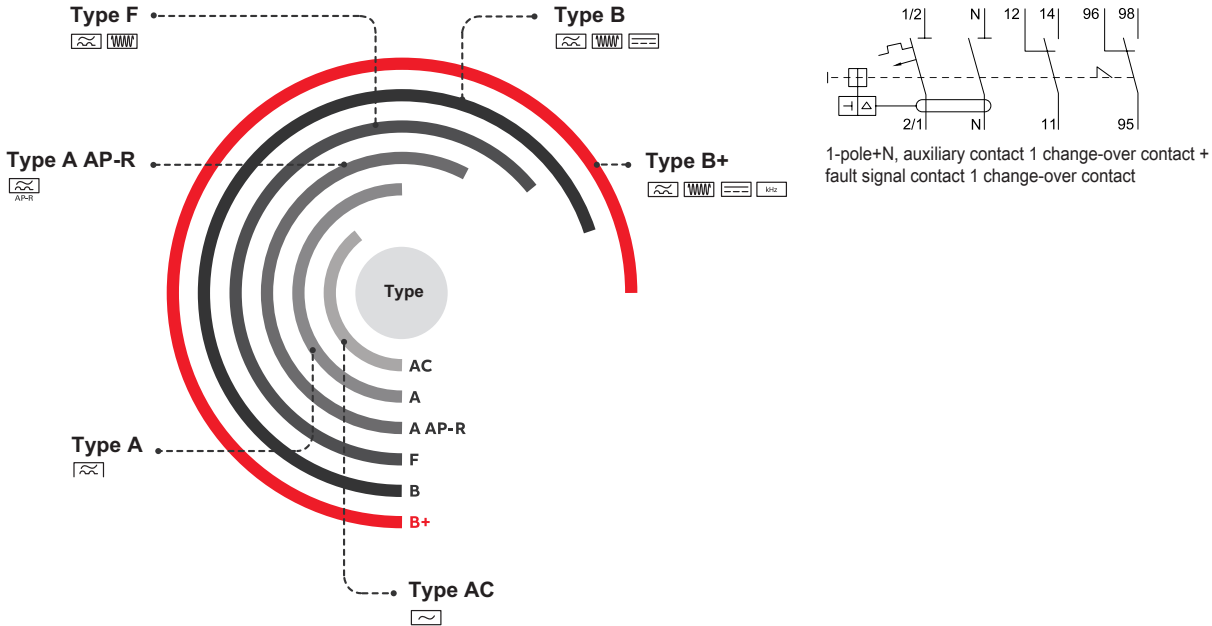 Type F
Type B
Type A AP-R
AP-R
Type B+
kHz
Type
AC
A
A AP-R
F
B
B+
Type A
Type AC
1/2 N 12 14 96 98
2/1 N 11 95
1-pole+N, auxiliary contact 1 change-over contact +
fault signal contact 1 change-over contact